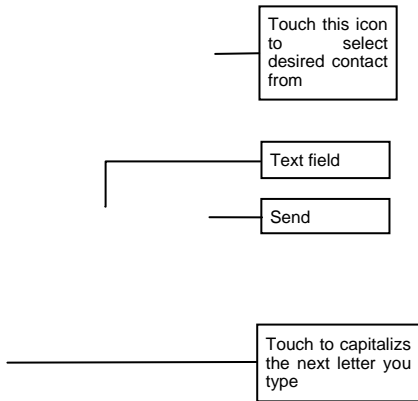 Touch this icon
to select
desired contact
from
Text field
Send
Touch to capitalizs
the next letter you
type